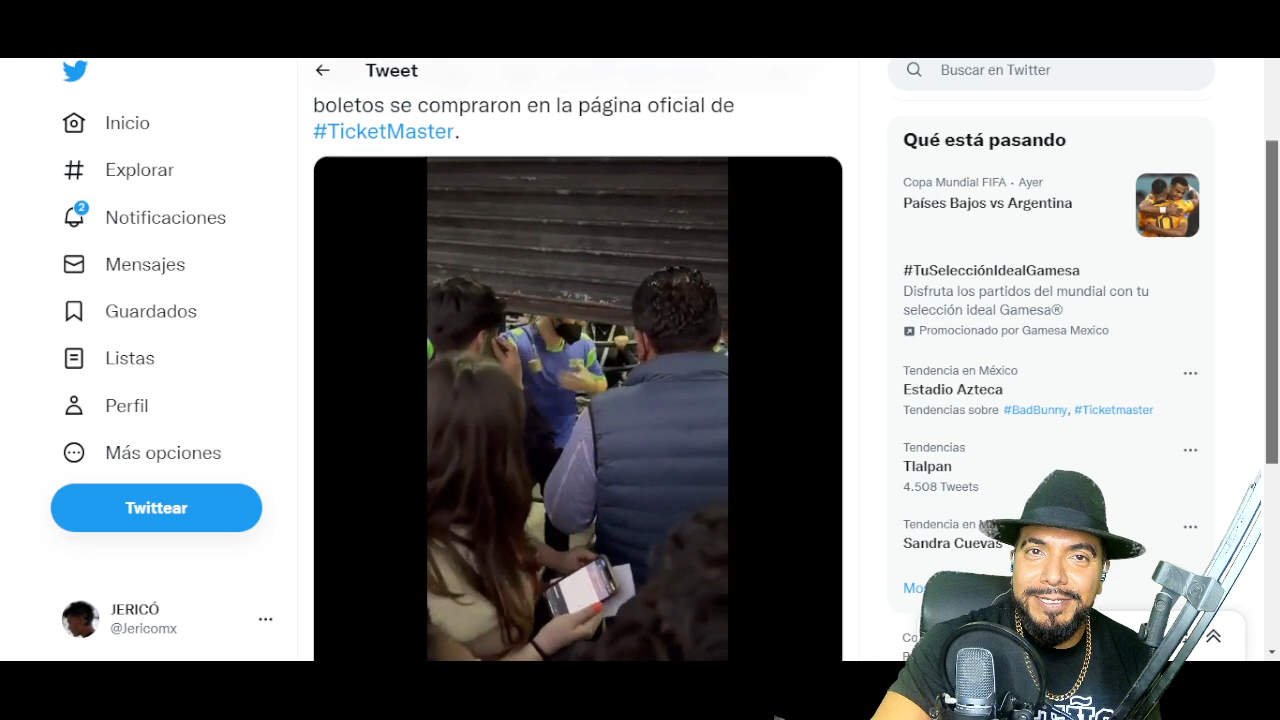 Tweet
boletos se compraron en la página oficial de
#TicketMaster.
Inicio
Explorar
2
Notificaciones
Mensajes
Guardados
Listas
Perfil
Más opciones
Twittear
JERICÓ
@Jericomx
Buscar en Twitter
Qué está pasando
Copa Mundial FIFA · Ayer
Países Bajos vs Argentina
#TuSelecciónIdealGamesa
Disfruta los partidos del mundial con tu
selección ideal Gamesa®
Promocionado por Gamesa Mexico
Tendencia en México
Estadio Azteca
Tendencias sobre #BadBunny, #Ticketmaster
Tendencias
Tlalpan
4.508 Tweets
Tendencia en
Sandra Cuevas